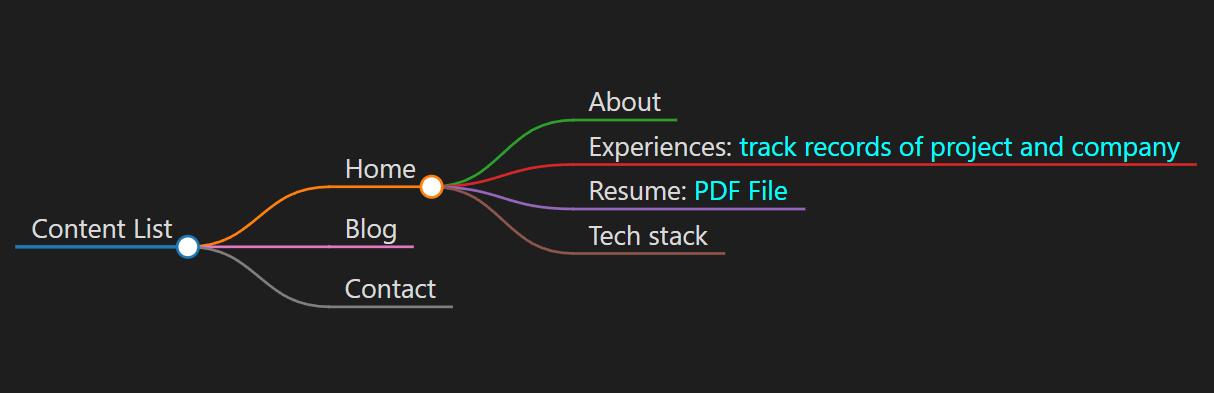 Content List
Home
About
Experiences: track records of project and company
Resume: PDF File
Tech stack
Blog
Contact